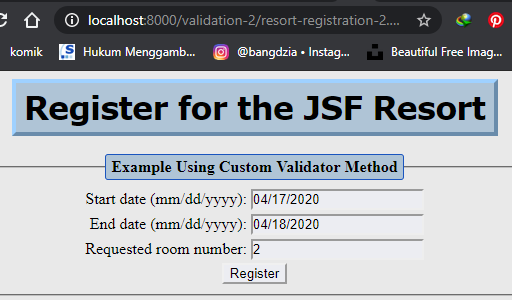 localhost:8000/validation-2/resort-registration-2....
komik S Hukum Menggamb... @bangdzia • Instag... Beautiful Free Imag...
Register for the JSF Resort
Example Using Custom Validator Method
Start date (mm/dd/yyyy): 04/17/2020
End date (mm/dd/yyyy): 04/18/2020
Requested room number: 2
Register